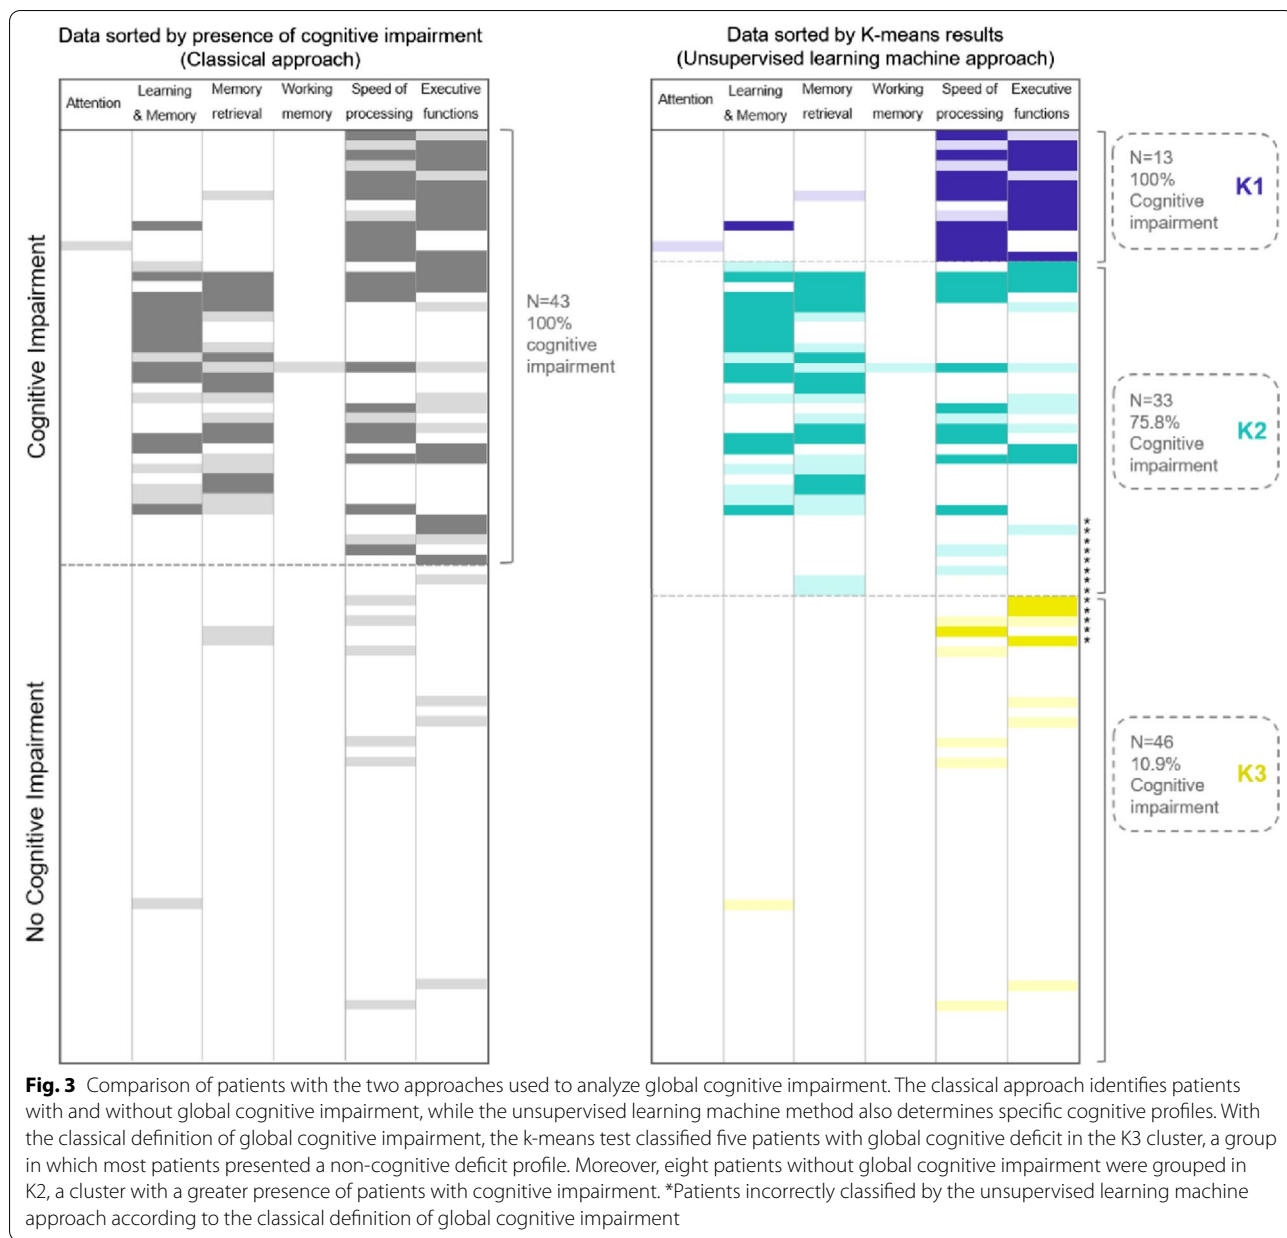 Data sorted by presence of cognitive impairment
(Classical approach)
Attention
Learning
& Memory
Memory
retrieval
Working
memory
Speed of
processing
Executive
functions
Cognitive Impairment
No Cognitive Impairment
N=43
100%
cognitive
impairment
Data sorted by K-means results
(Unsupervised learning machine approach)
Attention
Learning
& Memory
Memory
retrieval
Working
memory
Speed of
processing
Executive
functions
N=13
100%
Cognitive
impairment
K1
N=33
75.8%
Cognitive
impairment
K2
*
*
*
*
*
*
*
*
*
*
*
*
*
N=46
10.9%
Cognitive
impairment
K3
Fig. 3 Comparison of patients with the two approaches used to analyze global cognitive impairment. The classical approach identifies patients
with and without global cognitive impairment, while the unsupervised learning machine method also determines specific cognitive profiles. With
the classical definition of global cognitive impairment, the k-means test classified five patients with global cognitive deficit in the K3 cluster, a group
in which most patients presented a non-cognitive deficit profile. Moreover, eight patients without global cognitive impairment were grouped in
K2, a cluster with a greater presence of patients with cognitive impairment. *Patients incorrectly classified by the unsupervised learning machine
approach according to the classical definition of global cognitive impairment